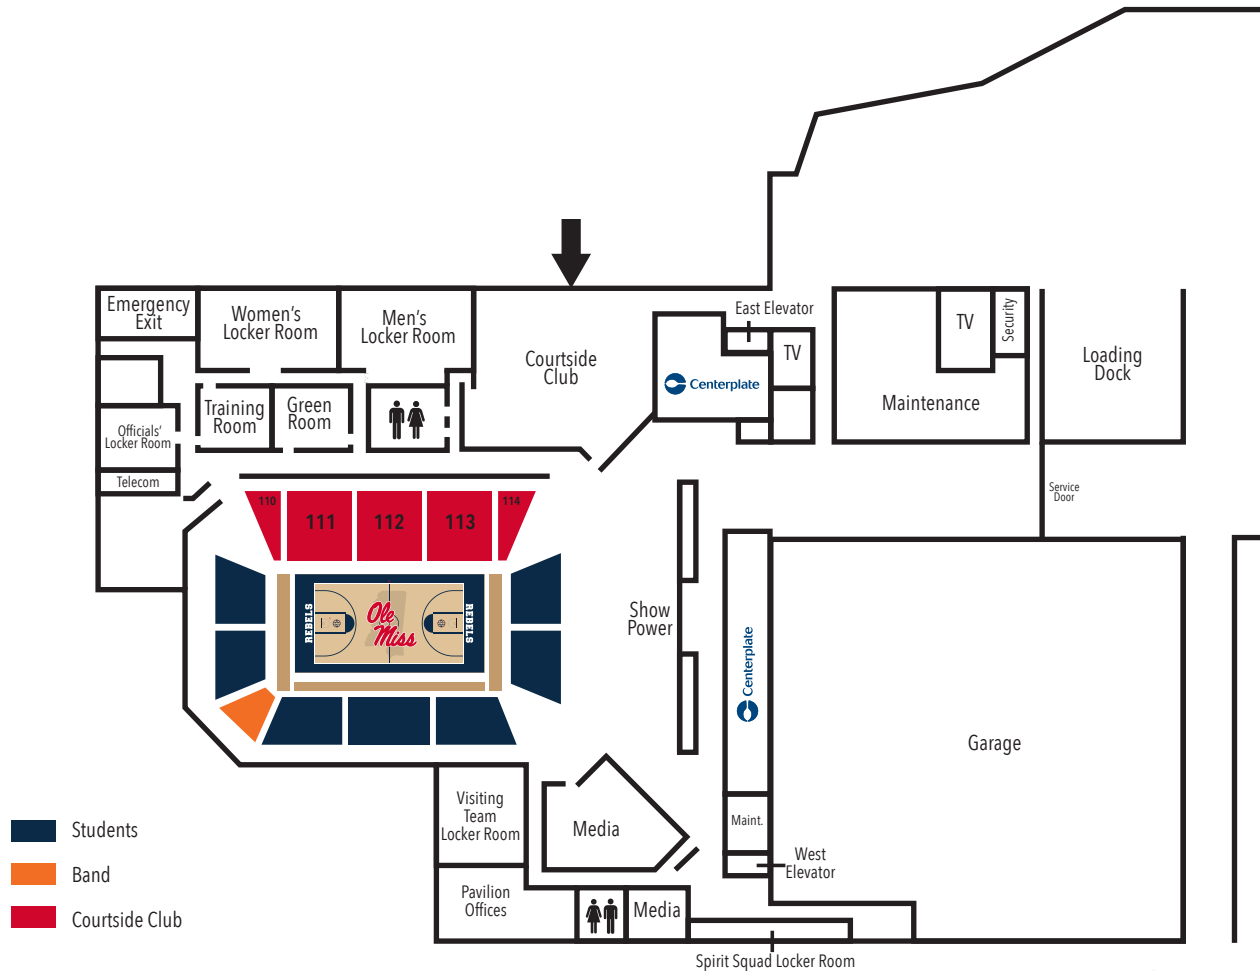 Emergency
Exit
Women's
Locker Room
Men's
Locker Room
East Elevator
TV
Security
Courtside
Club
TV
Loading
Dock
Centerplate
Maintenance
Training
Room
Green
Room
Officials'
Locker Room
Telecom
Service
Door
110
111
112
113
114
REBELS
Ole
Miss
REBELS
Show
Power
Centerplate
Garage
Visiting
Team
Locker Room
Media
Maint.
West
Elevator
Pavilion
Offices
Media
Spirit Squad Locker Room
Students
Band
Courtside Club